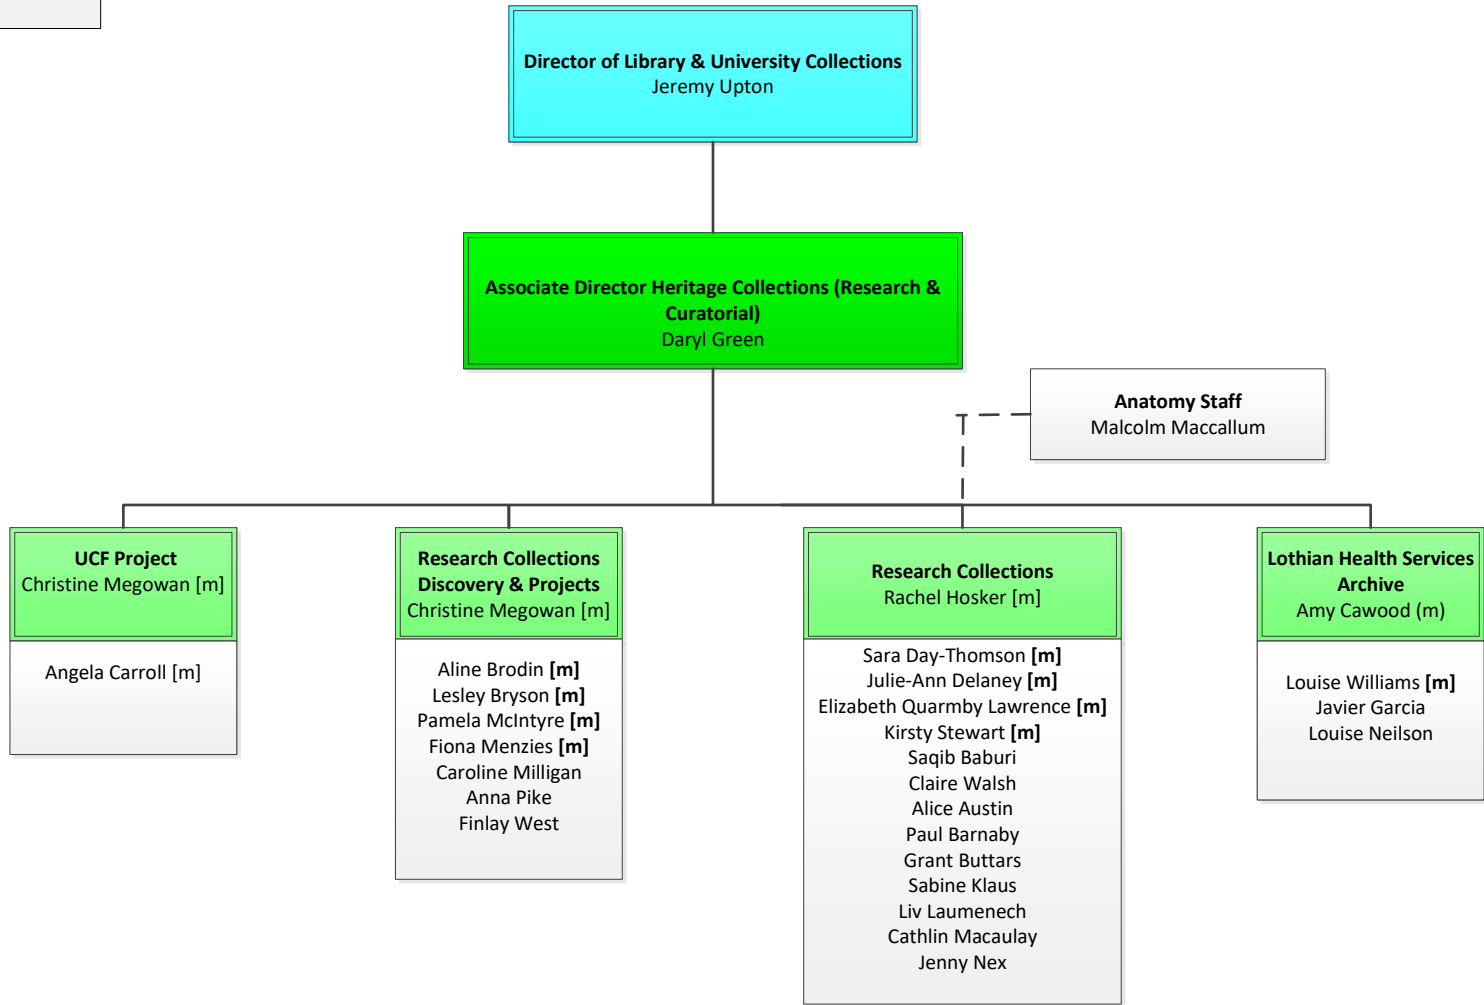 Director of Library & University Collections
Jeremy Upton
Associate Director Heritage Collections (Research &
Curatorial)
Daryl Green
Anatomy Staff
Malcolm Maccallum
UCF Project
Christine Megowan [m]
Angela Carroll [m]
Research Collections
Discovery & Projects
Christine Megowan [m]
Aline Brodin [m]
Lesley Bryson [m]
Pamela McIntyre [m]
Fiona Menzies [m]
Caroline Milligan
Anna Pike
Finlay West
Research Collections
Rachel Hosker [m]
Sara Day-Thomson [m]
Julie-Ann Delaney [m]
Elizabeth Quarmby Lawrence [m]
Kirsty Stewart [m]
Saqib Baburi
Claire Walsh
Alice Austin
Paul Barnaby
Grant Buttars
Sabine Klaus
Liv Laumenech
Cathlin Macaulay
Jenny Nex
Lothian Health Services
Archive
Amy Cawood (m)
Louise Williams [m]
Javier Garcia
Louise Neilson